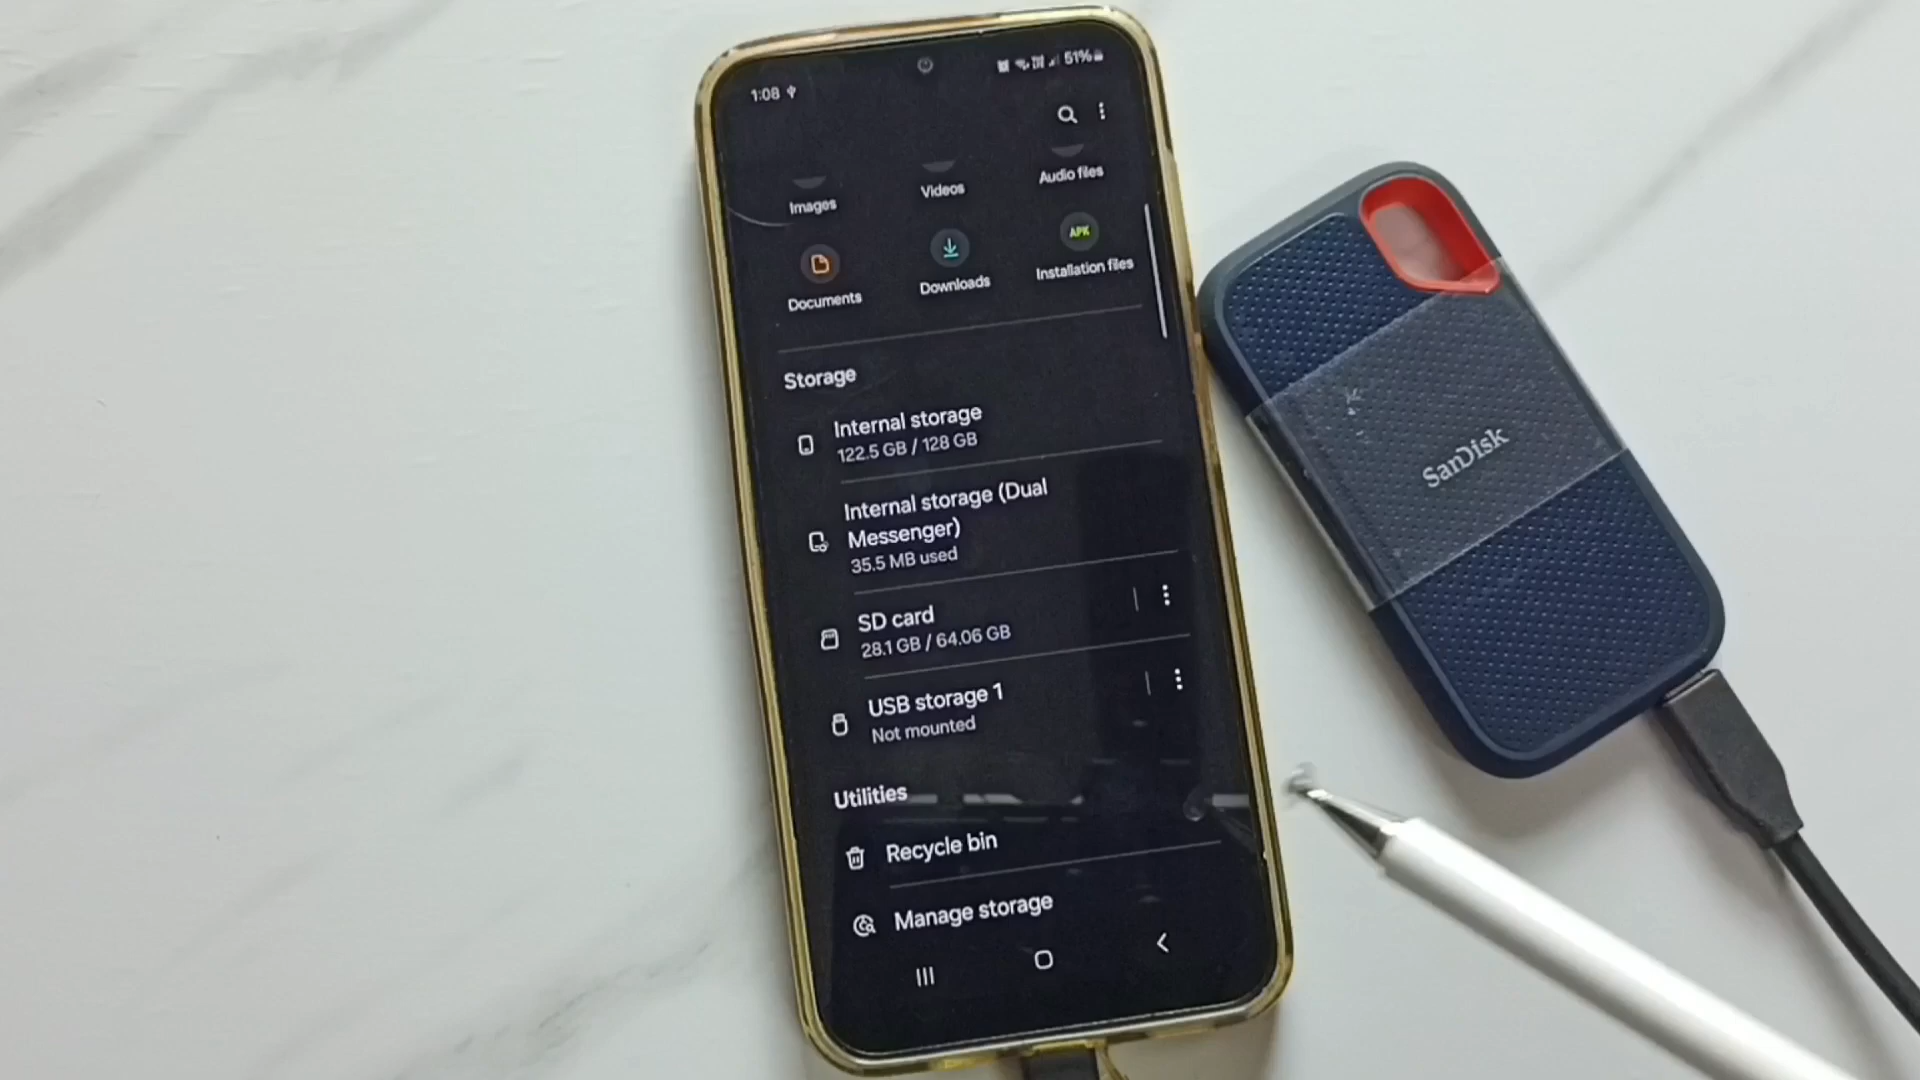 1:08
51%
Images
Videos
Audio files
Documents
Downloads
APK
Installation files
Storage
Internal storage
122.5 GB / 128 GB
Internal storage (Dual
Messenger)
35.5 MB used
SD card
28.1 GB / 64.06 GB
USB storage 1
Not mounted
Utilities
Recycle bin
Manage storage
SanDisk